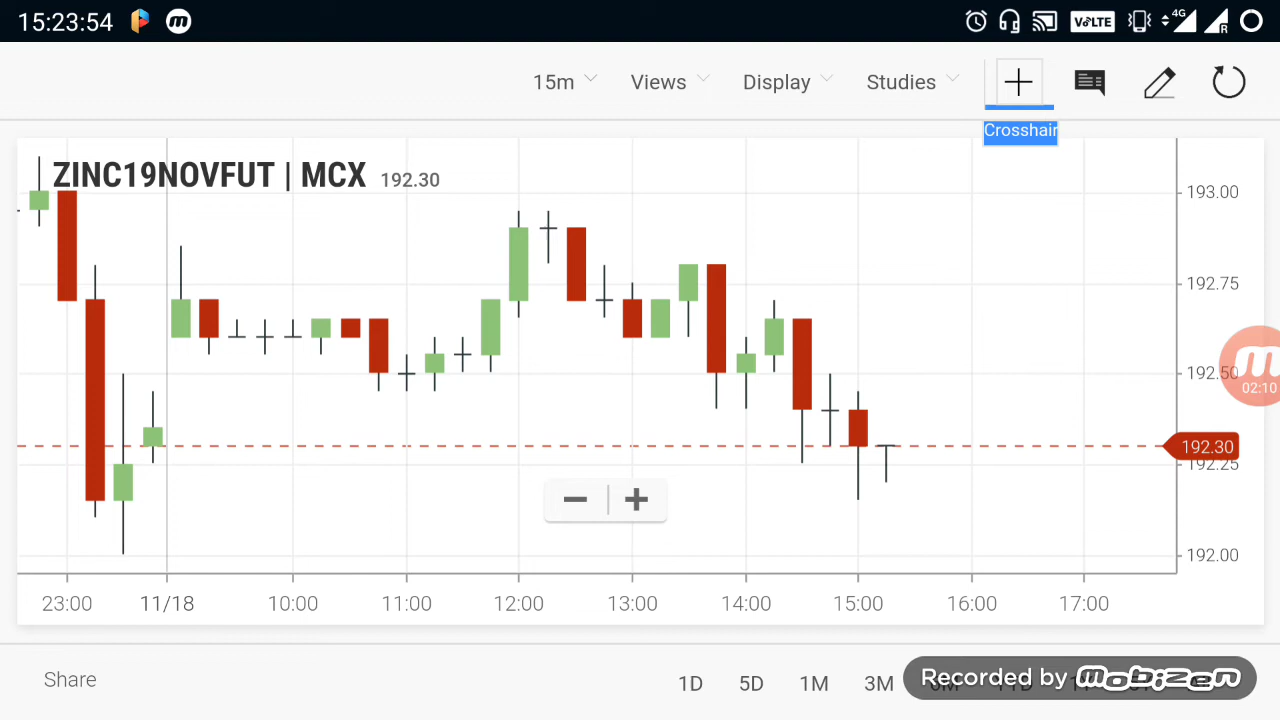 15:23:54
VoLTE
4G
R
15m
Views
Display
Studies
Crosshair
ZINC19NOVFUT | MCX 192.30
193.00
192.75
192.50
02:10
192.30
192.25
192.00
23:00
11/18
10:00
11:00
12:00
13:00
14:00
15:00
16:00
17:00
Share
1D
5D
1M
3M
Recorded by mobizen